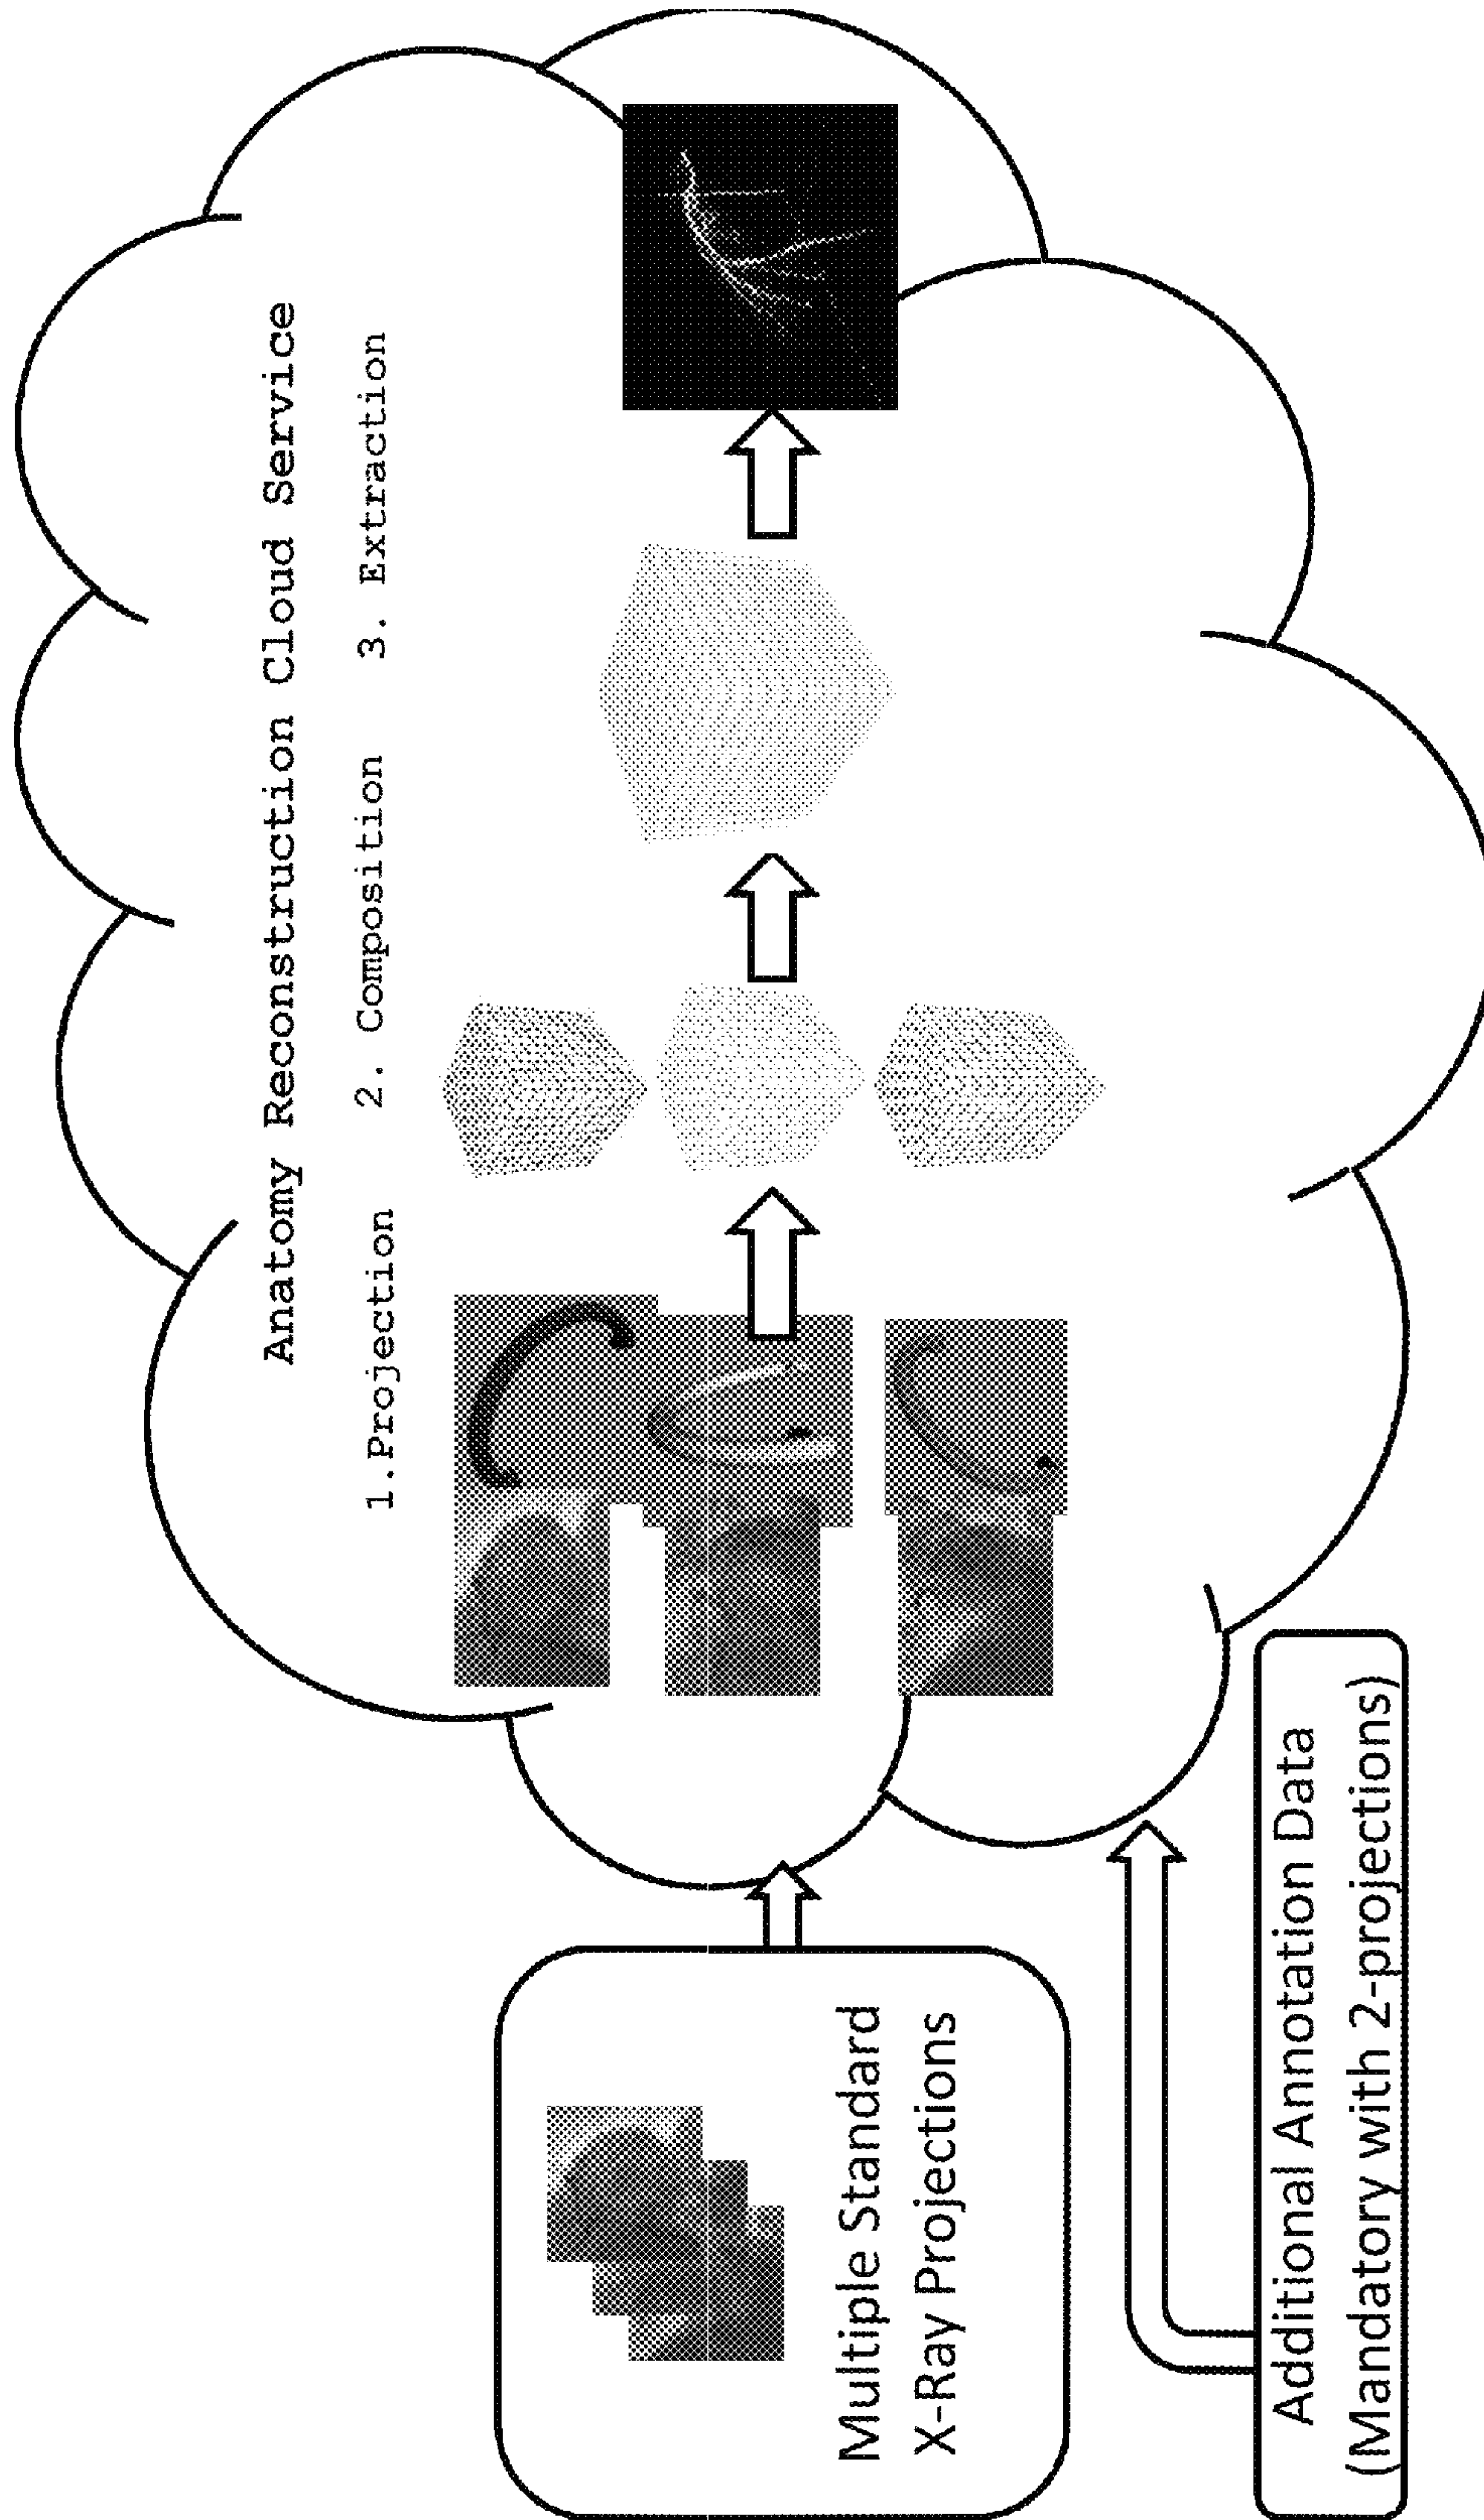 Anatomy Reconstruction Cloud Service
1.Projection
2. Composition
3. Extraction
Multiple Standard
X-Ray Projections
Additional Annotation Data
(Mandatory with 2-projections)